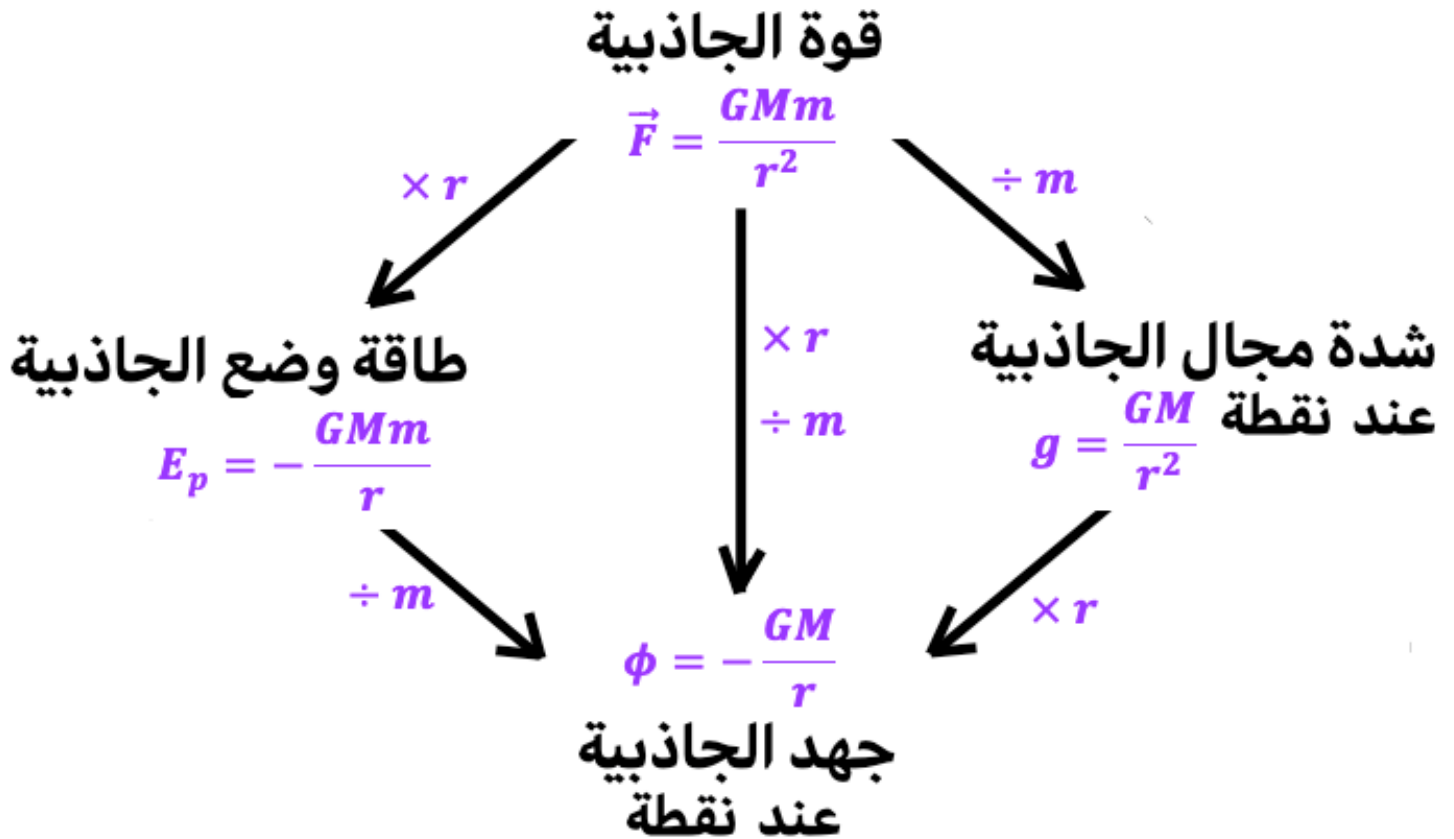 قوة الجاذبية
F⃗ = GMm / r²
× r
÷ m
× r
÷ m
طاقة وضع الجاذبية
E_p = − GMm / r
شدة مجال الجاذبية
عند نقطة
g = GM / r²
÷ m
× r
ϕ = − GM / r
جهد الجاذبية
عند نقطة